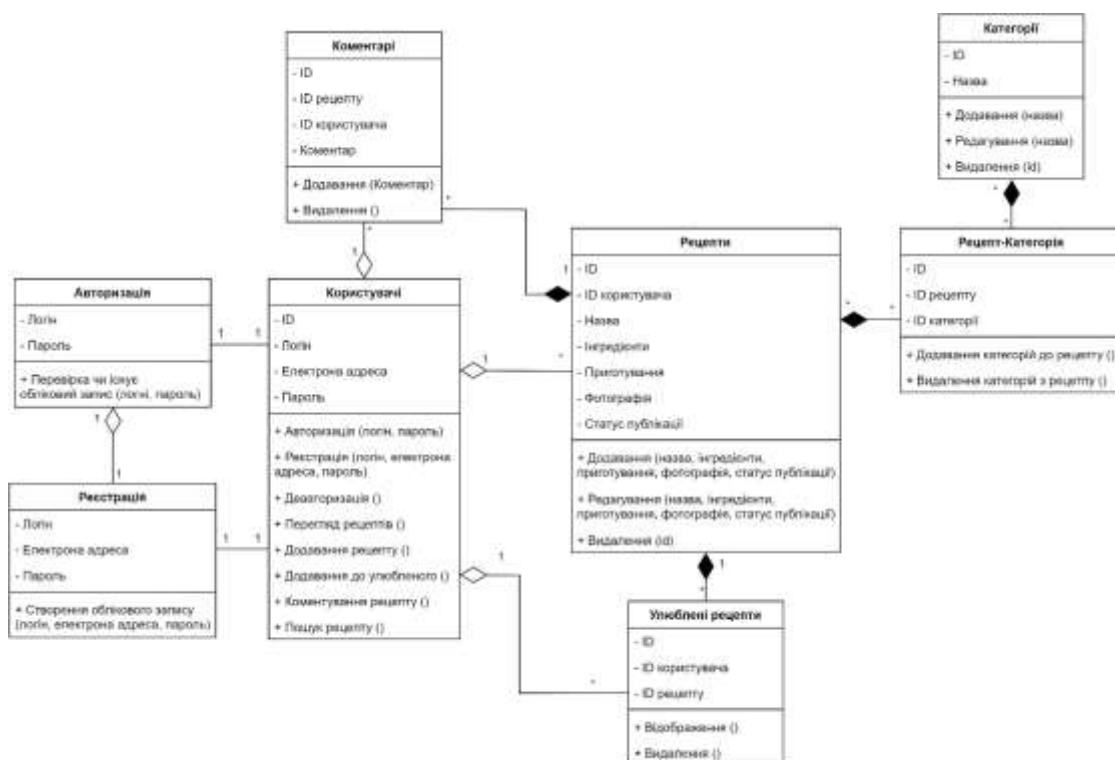 Коментарі
- ID
- ID рецепту
- ID користувача
- Коментар
+ Додавання (Коментар)
+ Видалення ()
Категорії
- ID
- Назва
+ Додавання (назва)
+ Редагування (назва)
+ Видалення (id)
Авторизація
- Логін
- Пароль
+ Перевірка чи існує
обліковий запис (логні, пароль)
Користувачі
- ID
- Логін
- Електрона адреса
- Пароль
+ Авторизація (логін, пароль)
+ Реєстрація (логін, електрона
адреса, пароль)
+ Деавторизація ()
+ Перегляд рецептів ()
+ Додавання рецепту ()
+ Додавання до улюбленого ()
+ Коментування рецепту ()
+ Пошук рецепту ()
Рецепти
- ID
- ID користувача
- Назва
- Інгредієнти
- Приготування
- Фотографія
- Статус публікації
+ Додавання (назва, інгредієнти,
приготування, фотографія, статус публікації)
+ Редагування (назва, інгредієнти,
приготування, фотографія, статус публікації)
+ Видалення (id)
Рецепт-Категорія
- ID
- ID рецепту
- ID категорії
+ Додавання категорій до рецепту ()
+ Видалення категорій з рецепту ()
Реєстрація
- Логін
- Електрона адреса
- Пароль
+ Створення облікового запису
(логін, електрона адреса, пароль)
Улюблені рецепти
- ID
- ID користувача
- ID рецепту
+ Відображення ()
+ Видалення ()
1
*
1
*
1
1
1
1
1
1
1
*
1
*
1
*
*
*
*
*